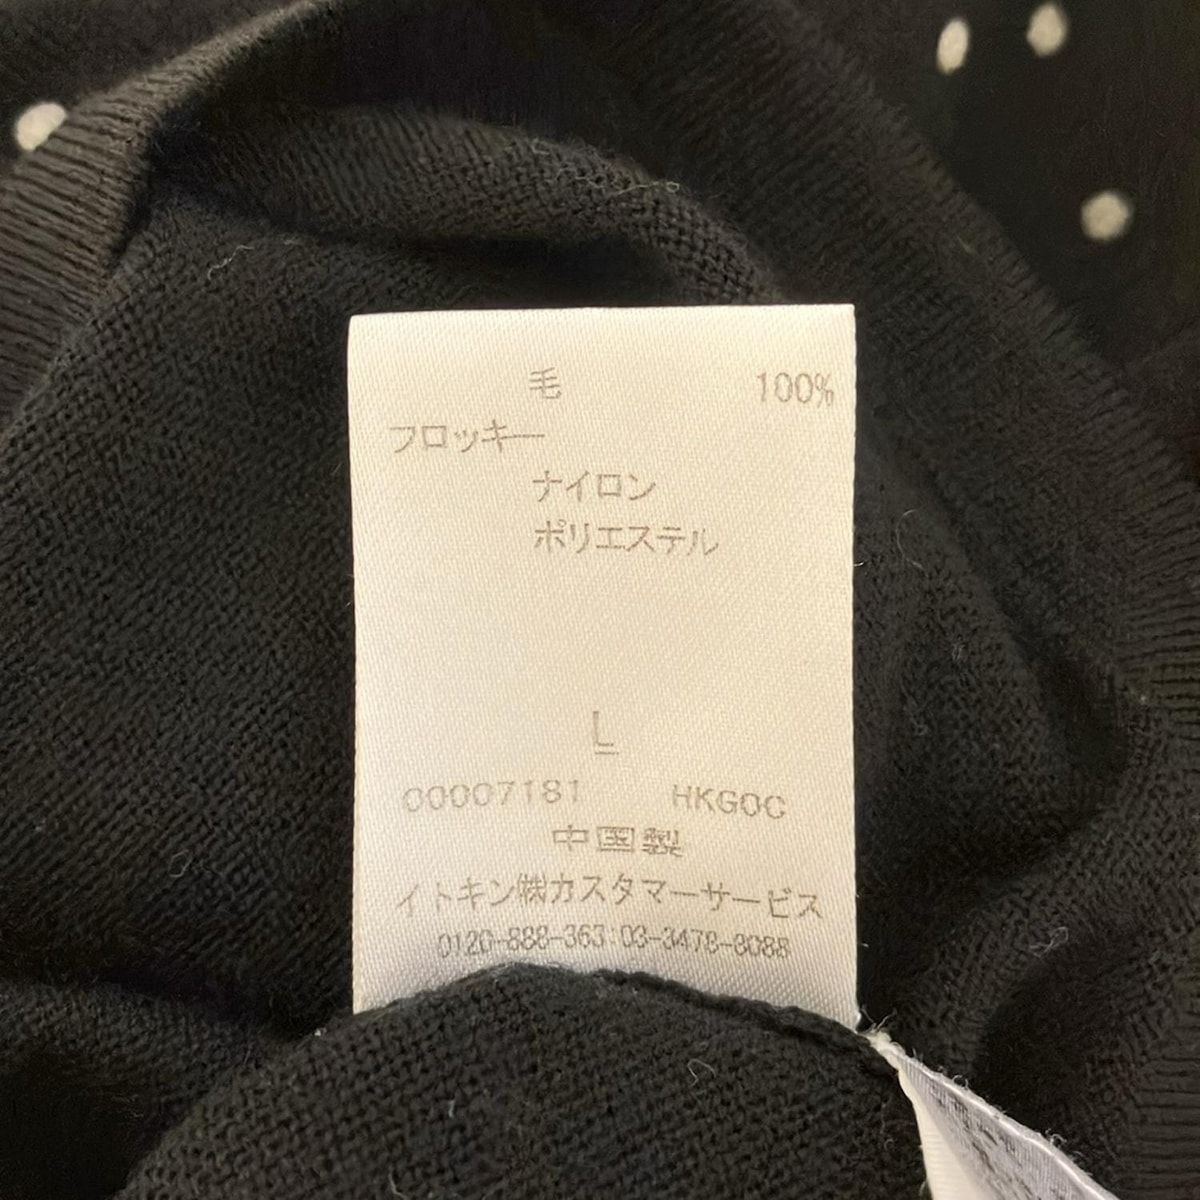 毛 100%
フロッキー
ナイロン
ポリエステル
L
00007181 HKGOC
中国製
イトキン㈱カスタマーサービス
0120-888-363:03-3478-8088